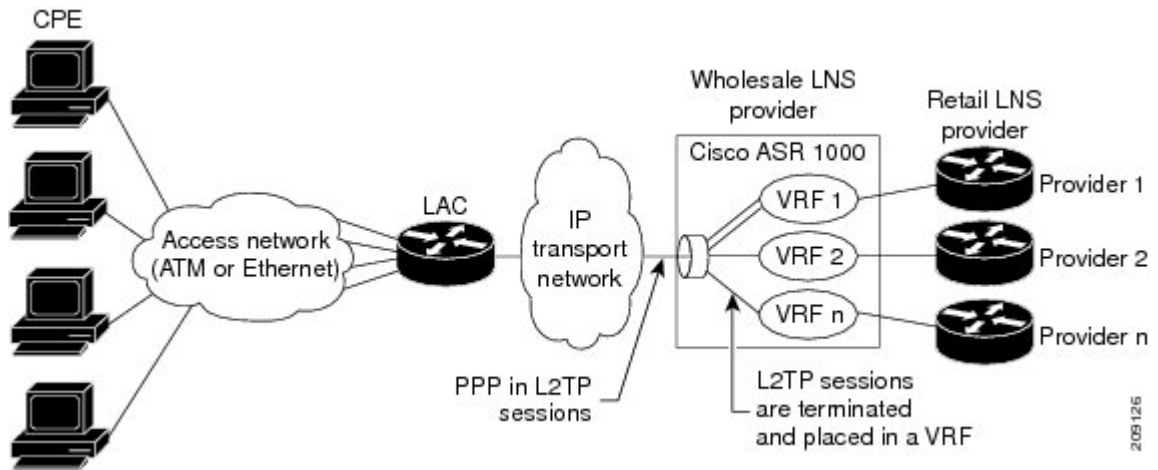 CPE
Access network
(ATM or Ethernet)
LAC
IP
transport
network
PPP in L2TP
sessions
Wholesale LNS
provider
Cisco ASR 1000
VRF 1
VRF 2
VRF n
L2TP sessions
are terminated
and placed in a VRF
Retail LNS
provider
Provider 1
Provider 2
Provider n
209126